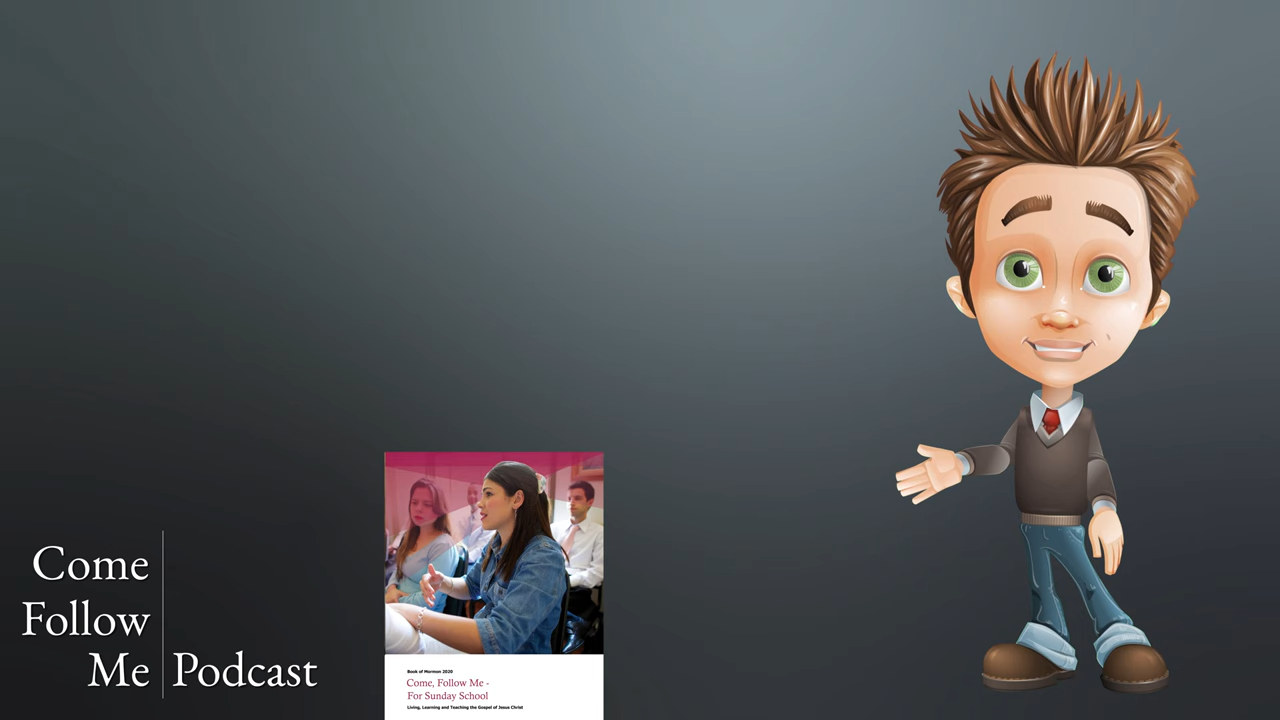 Come
Follow
Me Podcast
Book of Mormon 2020
Come, Follow Me -
For Sunday School
Living, Learning and Teaching the Gospel of Jesus Christ